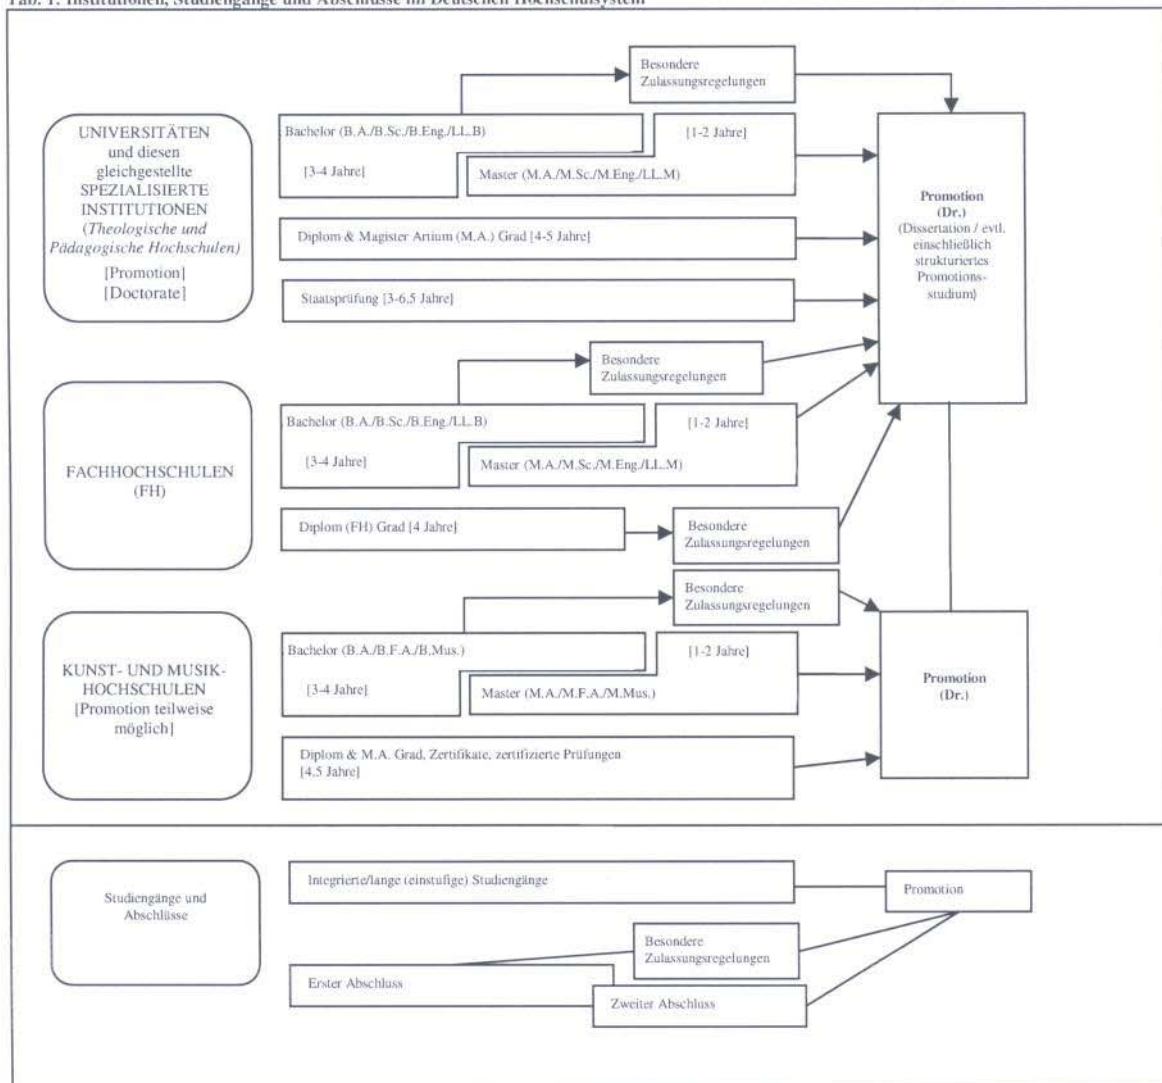 Tab. 1: Institutionen, Studiengänge und Abschlüsse im Deutschen Hochschulsystem
Besondere
Zulassungsregelungen
UNIVERSITÄTEN
und diesen
gleichgestellte
SPEZIALISIERTE
INSTITUTIONEN
(Theologische und
Pädagogische Hochschulen)
[Promotion]
[Doctorate]
Bachelor (B.A./B.Sc./B.Eng./LL.B)
[3-4 Jahre]
[1-2 Jahre]
Master (M.A./M.Sc./M.Eng./LL.M)
Diplom & Magister Artium (M.A.) Grad [4-5 Jahre]
Staatsprüfung [3-6,5 Jahre]
Promotion
(Dr.)
(Dissertation / evtl.
einschließlich
strukturiertes
Promotions-
studium)
Besondere
Zulassungsregelungen
FACHHOCHSCHULEN
(FH)
Bachelor (B.A./B.Sc./B.Eng./LL.B)
[3-4 Jahre]
[1-2 Jahre]
Master (M.A./M.Sc./M.Eng./LL.M)
Diplom (FH) Grad [4 Jahre]
Besondere
Zulassungsregelungen
Besondere
Zulassungsregelungen
KUNST- UND MUSIK-
HOCHSCHULEN
[Promotion teilweise
möglich]
Bachelor (B.A./B.F.A./B.Mus.)
[3-4 Jahre]
[1-2 Jahre]
Master (M.A./M.F.A./M.Mus.)
Diplom & M.A. Grad, Zertifikate, zertifizierte Prüfungen
[4,5 Jahre]
Promotion
(Dr.)
Studiengänge und
Abschlüsse
Integrierte/lange (einstufige) Studiengänge
Promotion
Besondere
Zulassungsregelungen
Erster Abschluss
Zweiter Abschluss